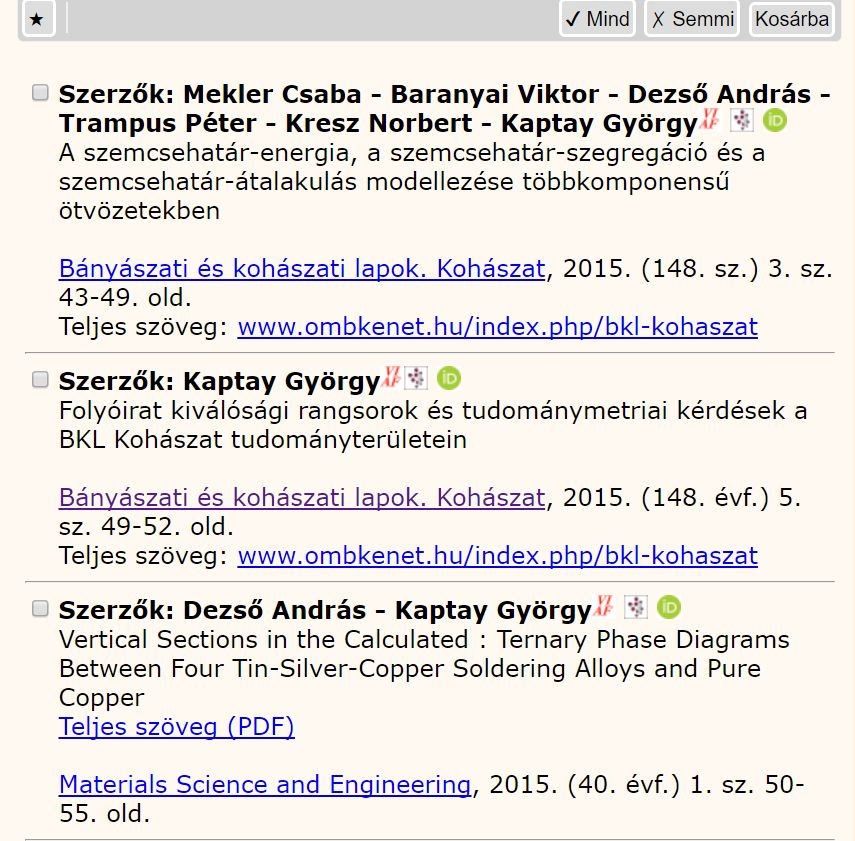 ★
✓ Mind
✗ Semmi
Kosárba
Szerzők: Mekler Csaba - Baranyai Viktor - Dezső András -
Trampus Péter - Kresz Norbert - Kaptay György VIAF iD
A szemcsehatár-energia, a szemcsehatár-szegregáció és a
szemcsehatár-átalakulás modellezése többkomponensű
ötvözetekben
Bányászati és kohászati lapok. Kohászat, 2015. (148. sz.) 3. sz.
43-49. old.
Teljes szöveg: www.ombkenet.hu/index.php/bkl-kohaszat
Szerzők: Kaptay György VIAF iD
Folyóirat kiválósági rangsorok és tudománymetriai kérdések a
BKL Kohászat tudományterületein
Bányászati és kohászati lapok. Kohászat, 2015. (148. évf.) 5.
sz. 49-52. old.
Teljes szöveg: www.ombkenet.hu/index.php/bkl-kohaszat
Szerzők: Dezső András - Kaptay György VIAF iD
Vertical Sections in the Calculated : Ternary Phase Diagrams
Between Four Tin-Silver-Copper Soldering Alloys and Pure
Copper
Teljes szöveg (PDF)
Materials Science and Engineering, 2015. (40. évf.) 1. sz. 50-
55. old.